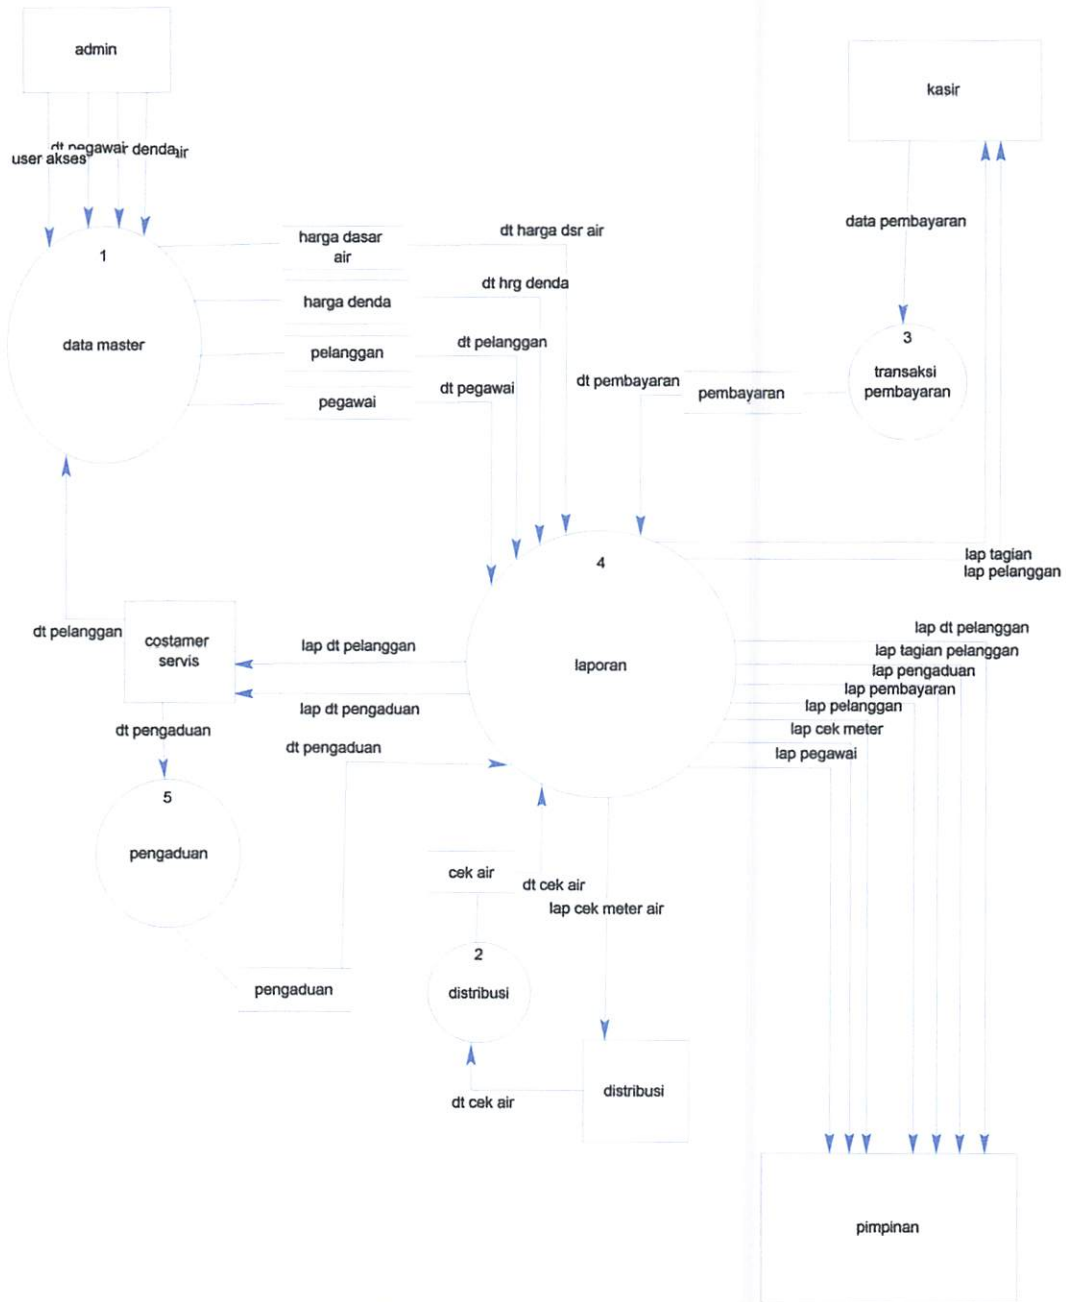 admin
kasir
user akses
dt pegawai
denda
air
data pembayaran
1
data master
harga dasar
air
dt harga dsr air
harga denda
dt hrg denda
pelanggan
dt pelanggan
pegawai
dt pegawai
dt pembayaran
pembayaran
3
transaksi
pembayaran
4
laporan
lap tagian
lap pelanggan
dt pelanggan
costamer
servis
lap dt pelanggan
lap dt pengaduan
lap dt pelanggan
lap tagian pelanggan
lap pengaduan
lap pembayaran
lap pelanggan
lap cek meter
lap pegawai
dt pengaduan
dt pengaduan
5
pengaduan
cek air
dt cek air
lap cek meter air
2
distribusi
pengaduan
distribusi
dt cek air
pimpinan